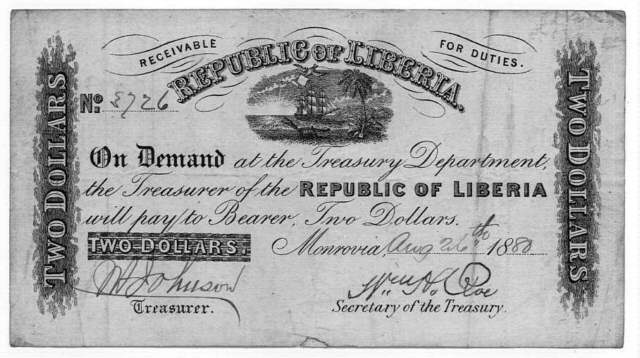 RECEIVABLE FOR DUTIES.
REPUBLIC OF LIBERIA.
No. 3726
On Demand at the Treasury Department,
the Treasurer of the REPUBLIC OF LIBERIA
will pay to Bearer, Two Dollars.
TWO DOLLARS. Monrovia, Aug 26th 1880
Johnson Wm H. Roe
Treasurer. Secretary of the Treasury.
TWO DOLLARS
TWO DOLLARS